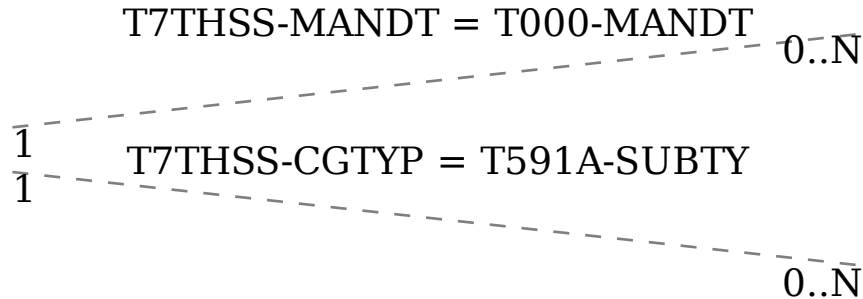 T7THSS-MANDT = T000-MANDT
0..N
1
T7THSS-CGTYP = T591A-SUBTY
1
0..N